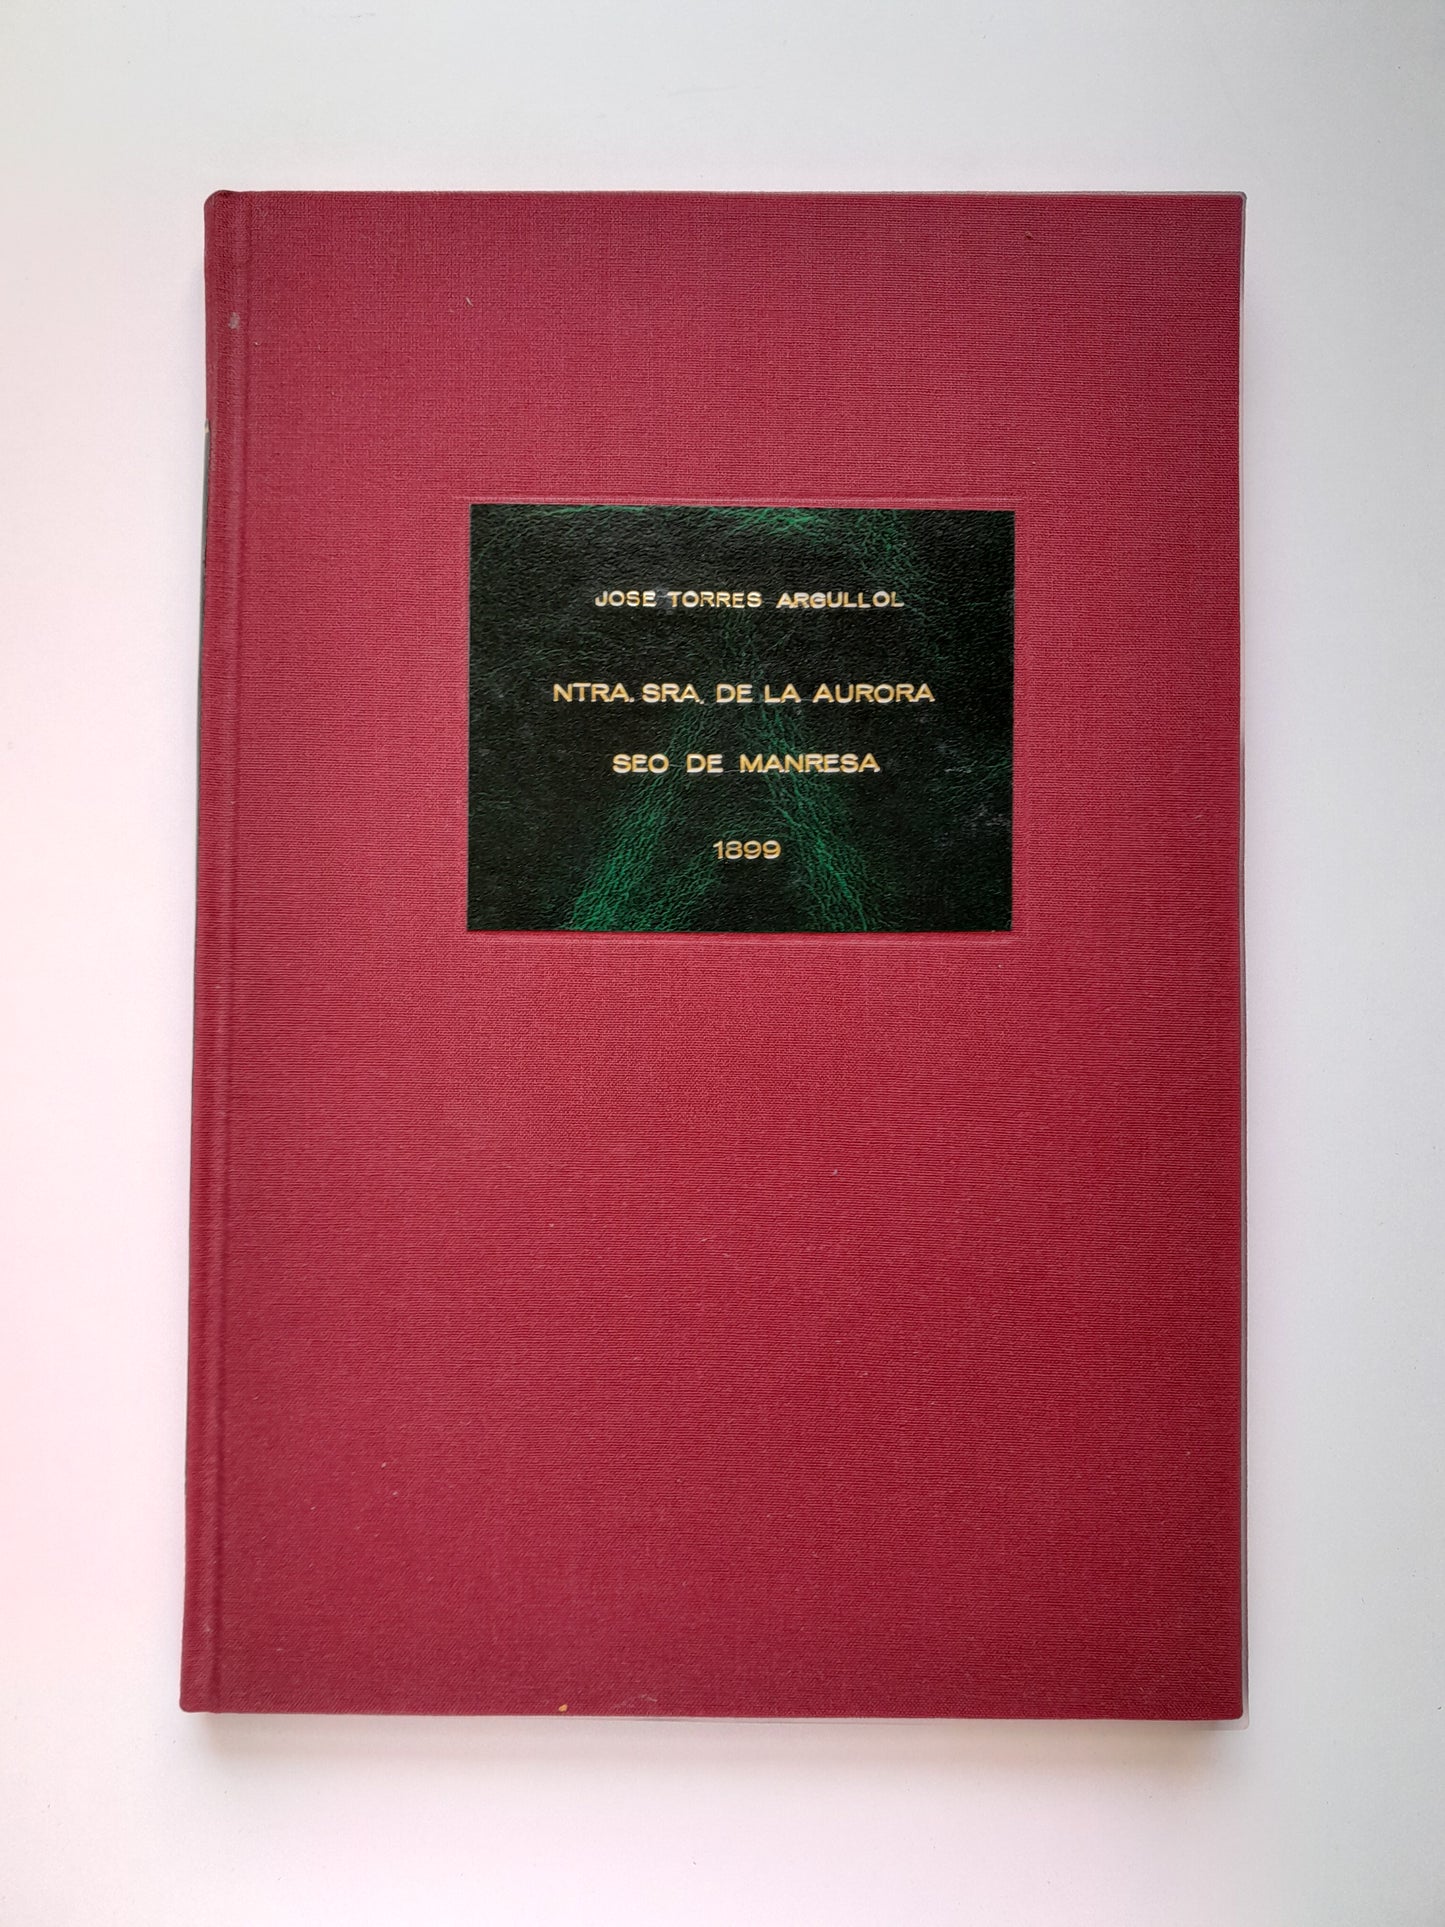 JOSE TORRES ARGULLOL
NTRA. SRA. DE LA AURORA
SEO DE MANRESA
1899